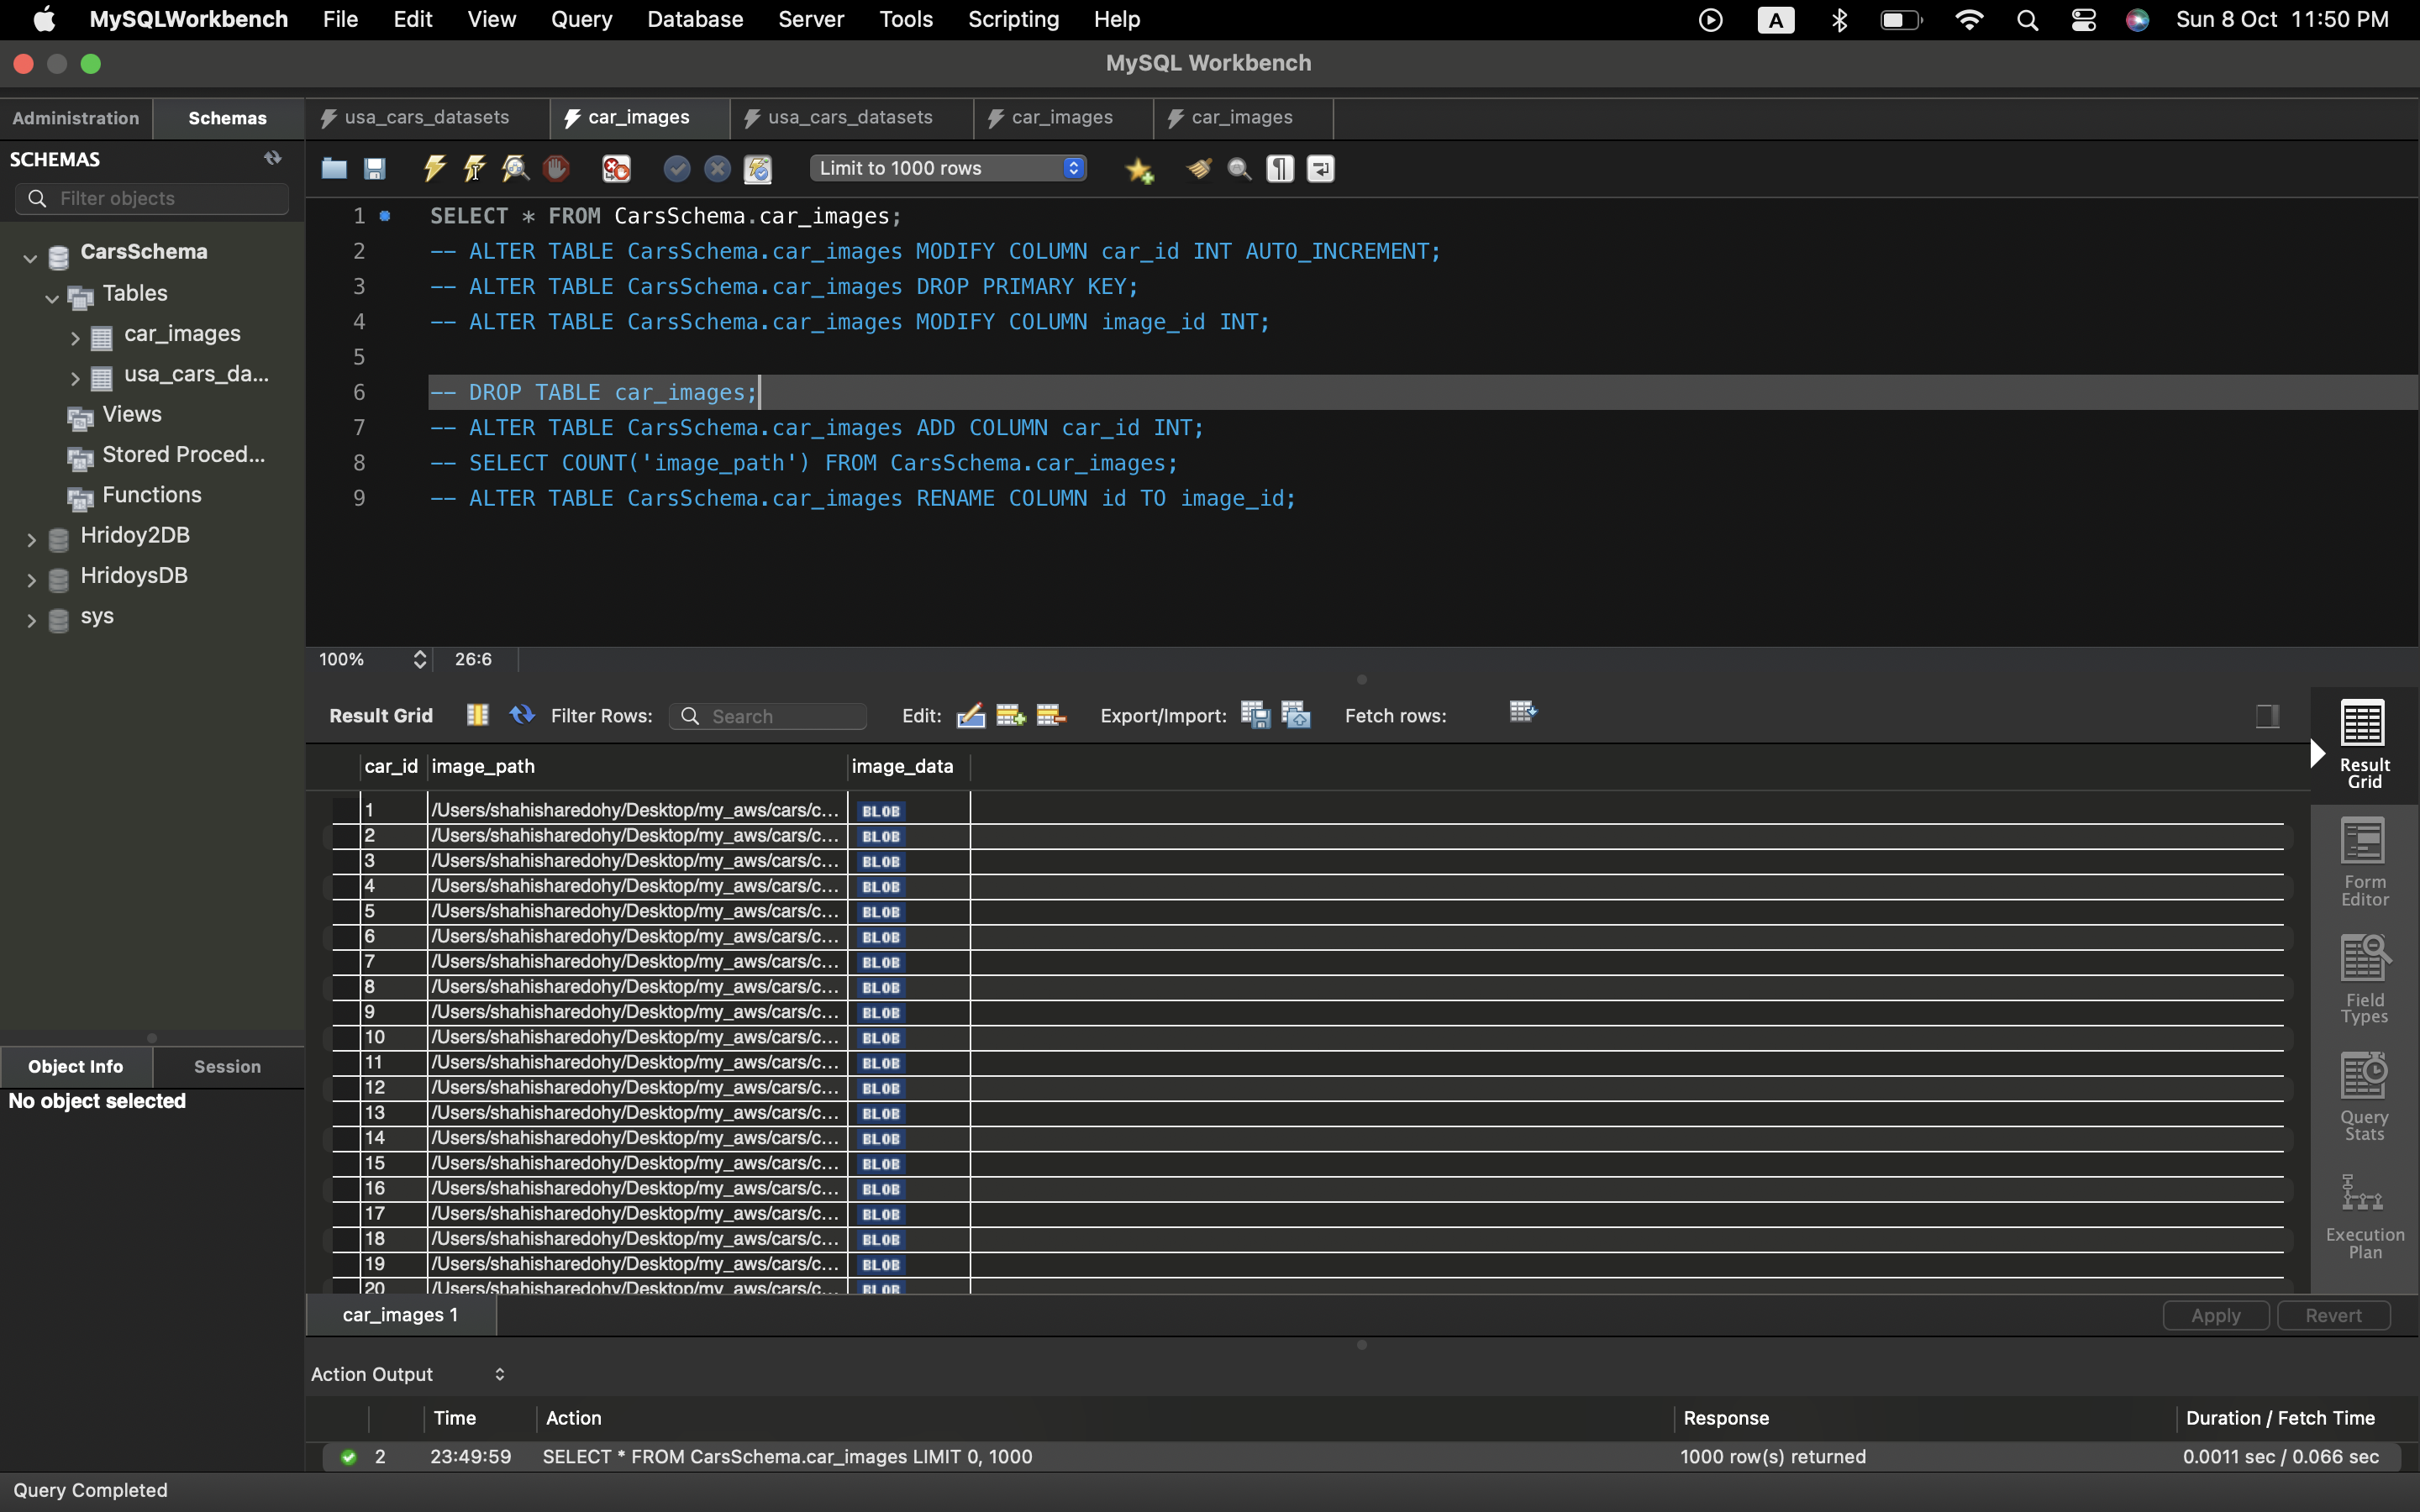 MySQLWorkbench File Edit View Query Database Server Tools Scripting Help A Sun 8 Oct 11:50 PM
MySQL Workbench
Administration Schemas usa_cars_datasets car_images usa_cars_datasets car_images car_images
SCHEMAS
Limit to 1000 rows
Filter objects
CarsSchema
Tables
car_images
usa_cars_da...
Views
Stored Proced...
Functions
Hridoy2DB
HridoysDB
sys
1 SELECT * FROM CarsSchema.car_images;
2 -- ALTER TABLE CarsSchema.car_images MODIFY COLUMN car_id INT AUTO_INCREMENT;
3 -- ALTER TABLE CarsSchema.car_images DROP PRIMARY KEY;
4 -- ALTER TABLE CarsSchema.car_images MODIFY COLUMN image_id INT;
5
6 -- DROP TABLE car_images;
7 -- ALTER TABLE CarsSchema.car_images ADD COLUMN car_id INT;
8 -- SELECT COUNT('image_path') FROM CarsSchema.car_images;
9 -- ALTER TABLE CarsSchema.car_images RENAME COLUMN id TO image_id;
100% 26:6
Result Grid Filter Rows: Search Edit: Export/Import: Fetch rows:
car_id image_path image_data
1 /Users/shahisharedohy/Desktop/my_aws/cars/c... BLOB
2 /Users/shahisharedohy/Desktop/my_aws/cars/c... BLOB
3 /Users/shahisharedohy/Desktop/my_aws/cars/c... BLOB
4 /Users/shahisharedohy/Desktop/my_aws/cars/c... BLOB
5 /Users/shahisharedohy/Desktop/my_aws/cars/c... BLOB
6 /Users/shahisharedohy/Desktop/my_aws/cars/c... BLOB
7 /Users/shahisharedohy/Desktop/my_aws/cars/c... BLOB
8 /Users/shahisharedohy/Desktop/my_aws/cars/c... BLOB
9 /Users/shahisharedohy/Desktop/my_aws/cars/c... BLOB
10 /Users/shahisharedohy/Desktop/my_aws/cars/c... BLOB
11 /Users/shahisharedohy/Desktop/my_aws/cars/c... BLOB
12 /Users/shahisharedohy/Desktop/my_aws/cars/c... BLOB
13 /Users/shahisharedohy/Desktop/my_aws/cars/c... BLOB
14 /Users/shahisharedohy/Desktop/my_aws/cars/c... BLOB
15 /Users/shahisharedohy/Desktop/my_aws/cars/c... BLOB
16 /Users/shahisharedohy/Desktop/my_aws/cars/c... BLOB
17 /Users/shahisharedohy/Desktop/my_aws/cars/c... BLOB
18 /Users/shahisharedohy/Desktop/my_aws/cars/c... BLOB
19 /Users/shahisharedohy/Desktop/my_aws/cars/c... BLOB
20 /Users/shahisharedohy/Desktop/my_aws/cars/c... BLOB
Result
Grid
Form
Editor
Field
Types
Query
Stats
Execution
Plan
Object Info Session
No object selected
car_images 1 Apply Revert
Action Output
Time Action Response Duration / Fetch Time
2 23:49:59 SELECT * FROM CarsSchema.car_images LIMIT 0, 1000 1000 row(s) returned 0.0011 sec / 0.066 sec
Query Completed